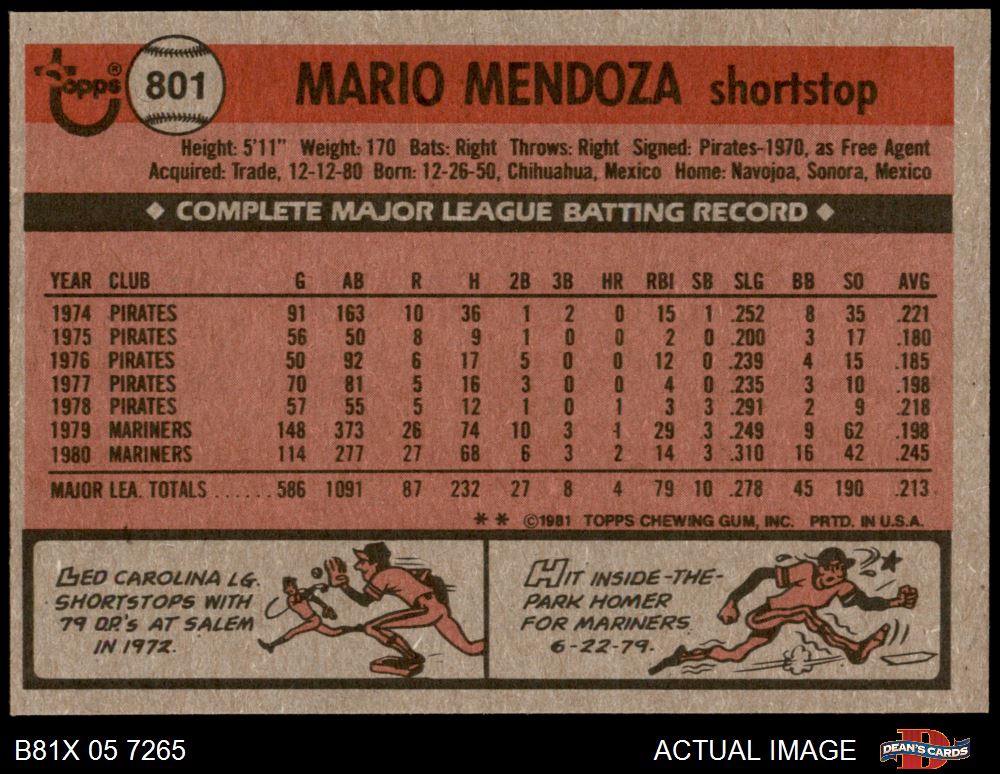 Topps® 801 MARIO MENDOZA shortstop
Height: 5'11" Weight: 170 Bats: Right Throws: Right Signed: Pirates-1970, as Free Agent
Acquired: Trade, 12-12-80 Born: 12-26-50, Chihuahua, Mexico Home: Navojoa, Sonora, Mexico
◆ COMPLETE MAJOR LEAGUE BATTING RECORD ◆
YEAR CLUB G AB R H 2B 3B HR RBI SB SLG BB SO AVG
1974 PIRATES 91 163 10 36 1 2 0 15 1 .252 8 35 .221
1975 PIRATES 56 50 8 9 1 0 0 2 0 .200 3 17 .180
1976 PIRATES 50 92 6 17 5 0 0 12 0 .239 4 15 .185
1977 PIRATES 70 81 5 16 3 0 0 4 0 .235 3 10 .198
1978 PIRATES 57 55 5 12 1 0 1 3 3 .291 2 9 .218
1979 MARINERS 148 373 26 74 10 3 1 29 3 .249 9 62 .198
1980 MARINERS 114 277 27 68 6 3 2 14 3 .310 16 42 .245
MAJOR LEA. TOTALS ...... 586 1091 87 232 27 8 4 79 10 .278 45 190 .213
* * ©1981 TOPPS CHEWING GUM, INC. PRTD. IN U.S.A.
LED CAROLINA LG.
SHORTSTOPS WITH
79 D.P.'S AT SALEM
IN 1972.
HIT INSIDE-THE-
PARK HOMER
FOR MARINERS
6-22-79.
B81X 05 7265 ACTUAL IMAGE DEAN'S CARDS